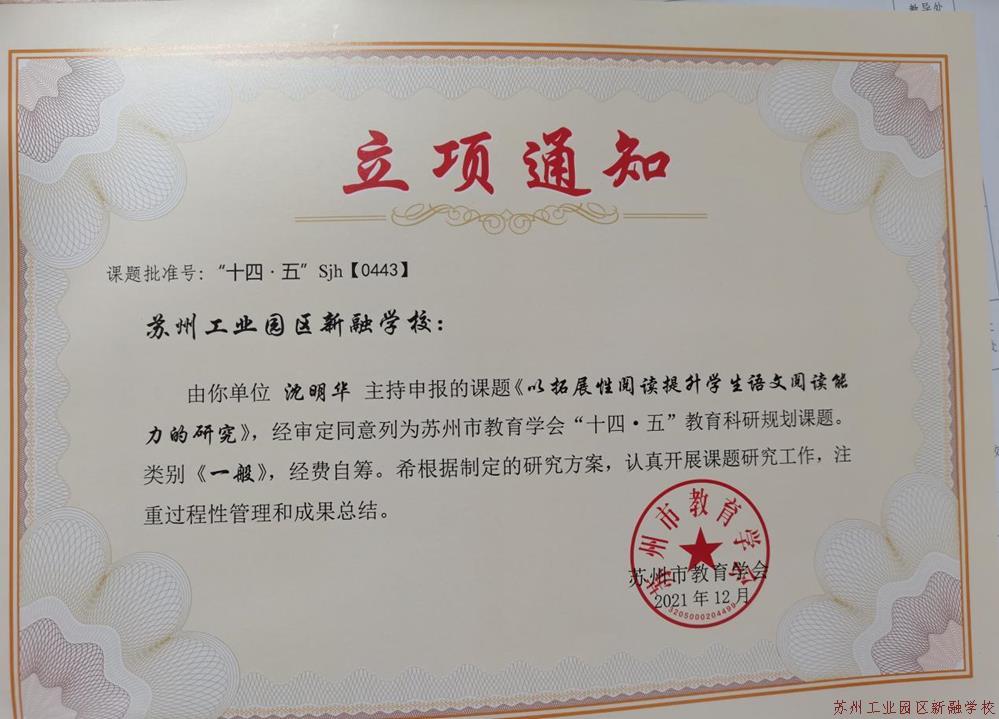 教导处
立项通知
课题批准号：“十四·五”Sjh【0443】
苏州工业园区新融学校：
由你单位 沈明华 主持申报的课题《以拓展性阅读提升学生语文阅读能
力的研究》，经审定同意列为苏州市教育学会“十四·五”教育科研规划课题。
类别《一般》，经费自筹。希根据制定的研究方案，认真开展课题研究工作，注
重过程性管理和成果总结。
苏州市教育学会
苏州市教育学会
2021年12月
3205000204499
苏州工业园区新融学校